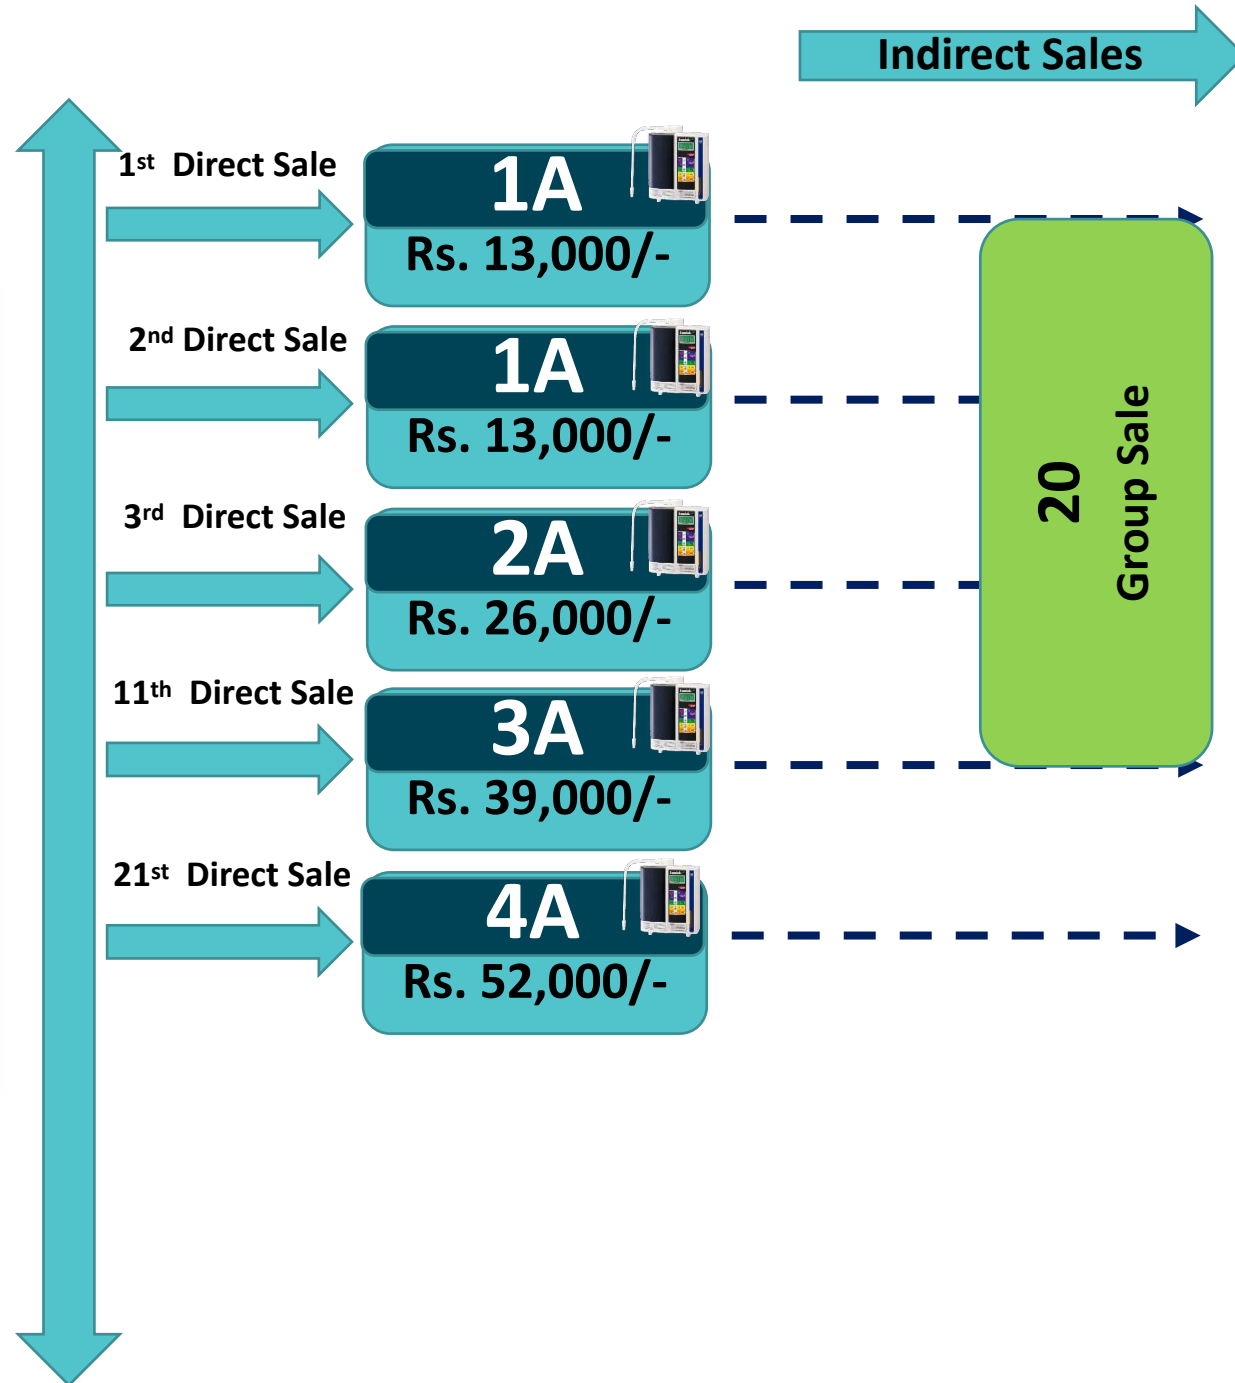 Indirect Sales
1st Direct Sale
1A
Rs. 13,000/-
2nd Direct Sale
1A
Rs. 13,000/-
3rd Direct Sale
2A
Rs. 26,000/-
11th Direct Sale
3A
Rs. 39,000/-
21st Direct Sale
4A
Rs. 52,000/-
20
Group Sale